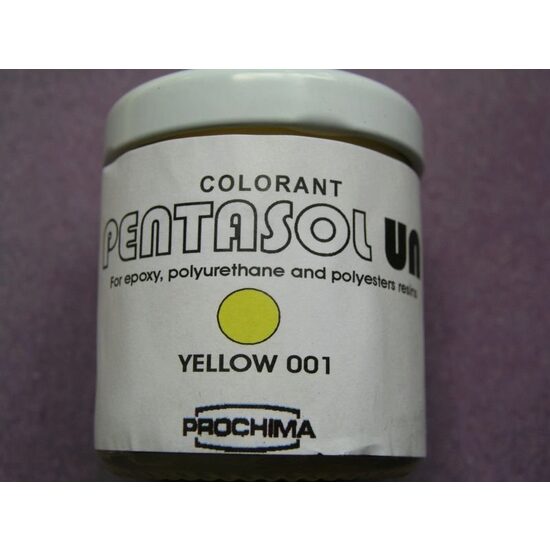 COLORANT
PENTASOL UN
For epoxy, polyurethane and polyesters resins
YELLOW 001
PROCHIMA